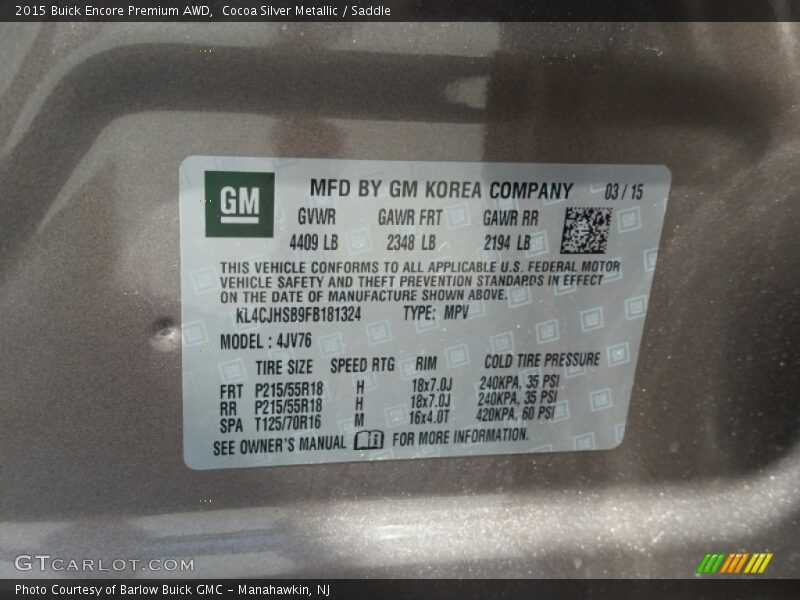 2015 Buick Encore Premium AWD,  Cocoa Silver Metallic / Saddle
GM
MFD BY GM KOREA COMPANY 03 / 15
GVWR GAWR FRT GAWR RR
4409 LB 2348 LB 2194 LB
THIS VEHICLE CONFORMS TO ALL APPLICABLE U.S. FEDERAL MOTOR
VEHICLE SAFETY AND THEFT PREVENTION STANDARDS IN EFFECT
ON THE DATE OF MANUFACTURE SHOWN ABOVE.
KL4CJHSB9FB181324 TYPE: MPV
MODEL : 4JV76
TIRE SIZE SPEED RTG RIM COLD TIRE PRESSURE
FRT P215/55R18 H 18x7.0J 240KPA, 35 PSI
RR P215/55R18 H 18x7.0J 240KPA, 35 PSI
SPA T125/70R16 M 16x4.0T 420KPA, 60 PSI
SEE OWNER'S MANUAL FOR MORE INFORMATION.
GTCARLOT.COM
Photo Courtesy of Barlow Buick GMC - Manahawkin, NJ